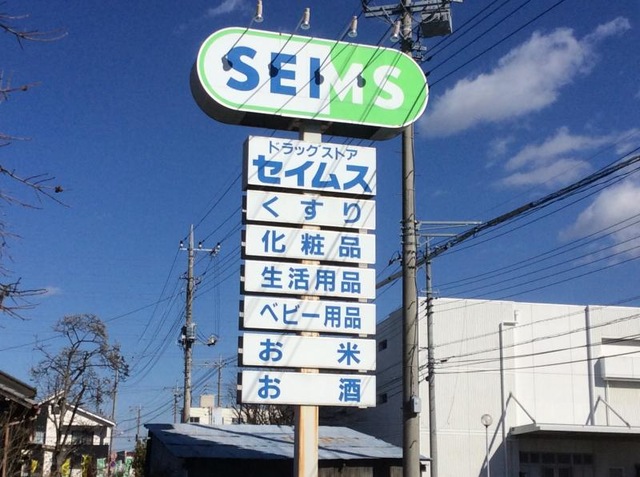 SEIMS
ドラッグストア
セイムス
くすり
化粧品
生活用品
ベビー用品
お米
お酒